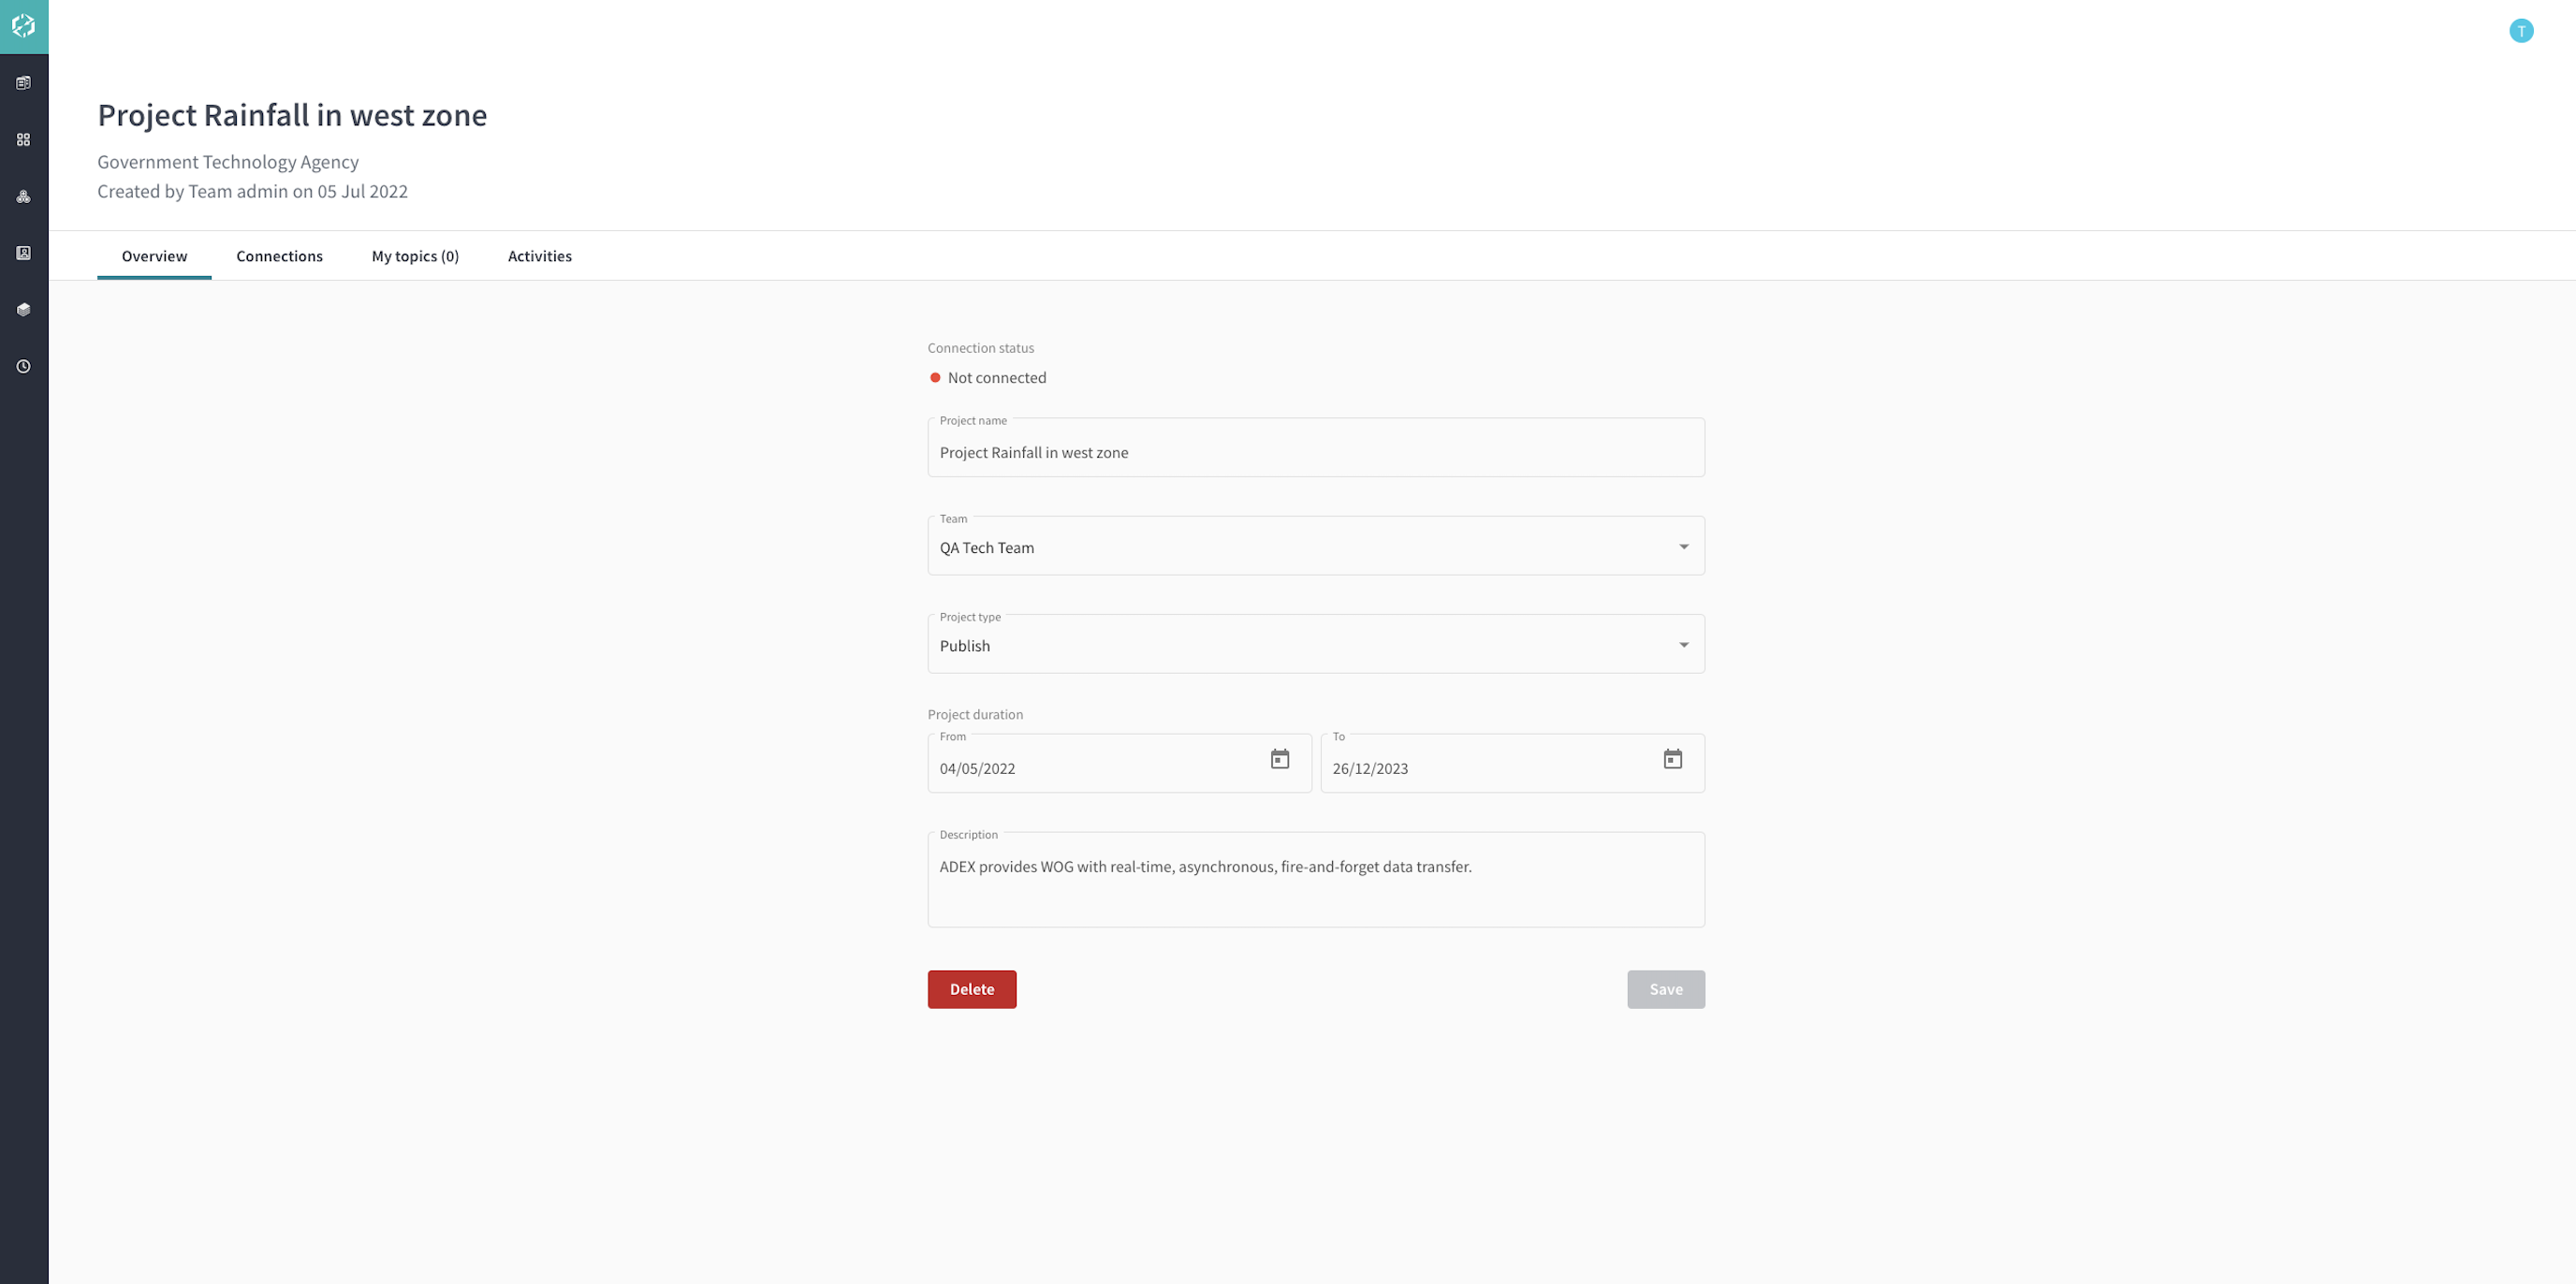 T
Project Rainfall in west zone
Government Technology Agency
Created by Team admin on 05 Jul 2022
Overview Connections My topics (0) Activities
Connection status
Not connected
Project name
Project Rainfall in west zone
Team
QA Tech Team
Project type
Publish
Project duration
From To
04/05/2022 26/12/2023
Description
ADEX provides WOG with real-time, asynchronous, fire-and-forget data transfer.
Delete Save